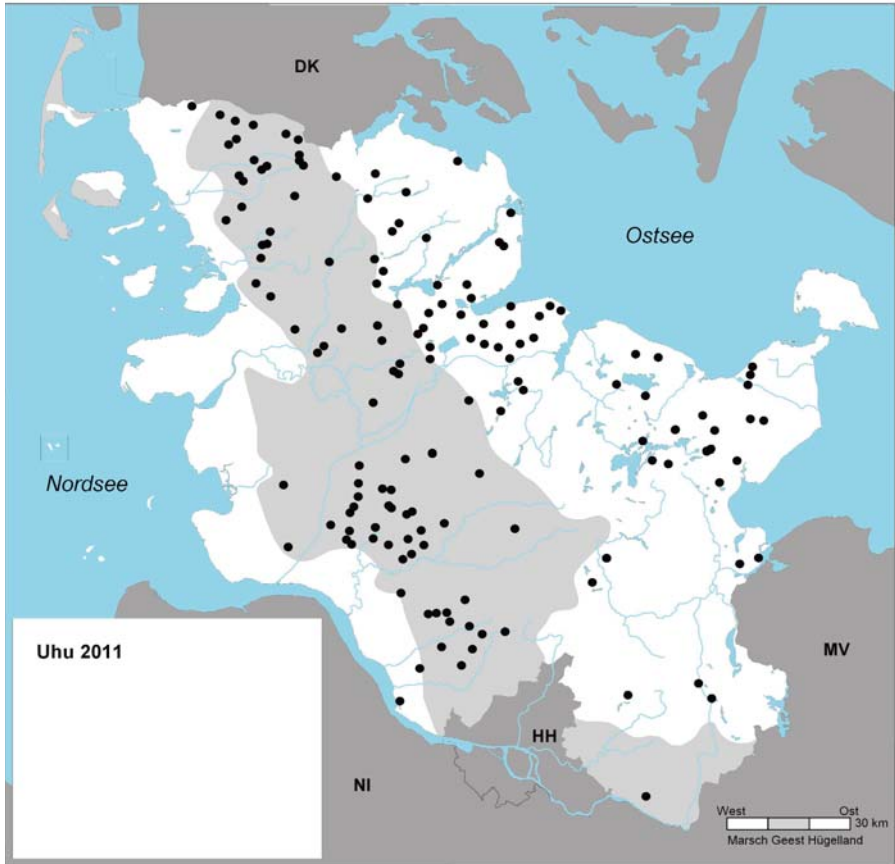 DK
Ostsee
Nordsee
Uhu 2011
MV
HH
NI
West Ost
30 km
Marsch Geest Hügelland